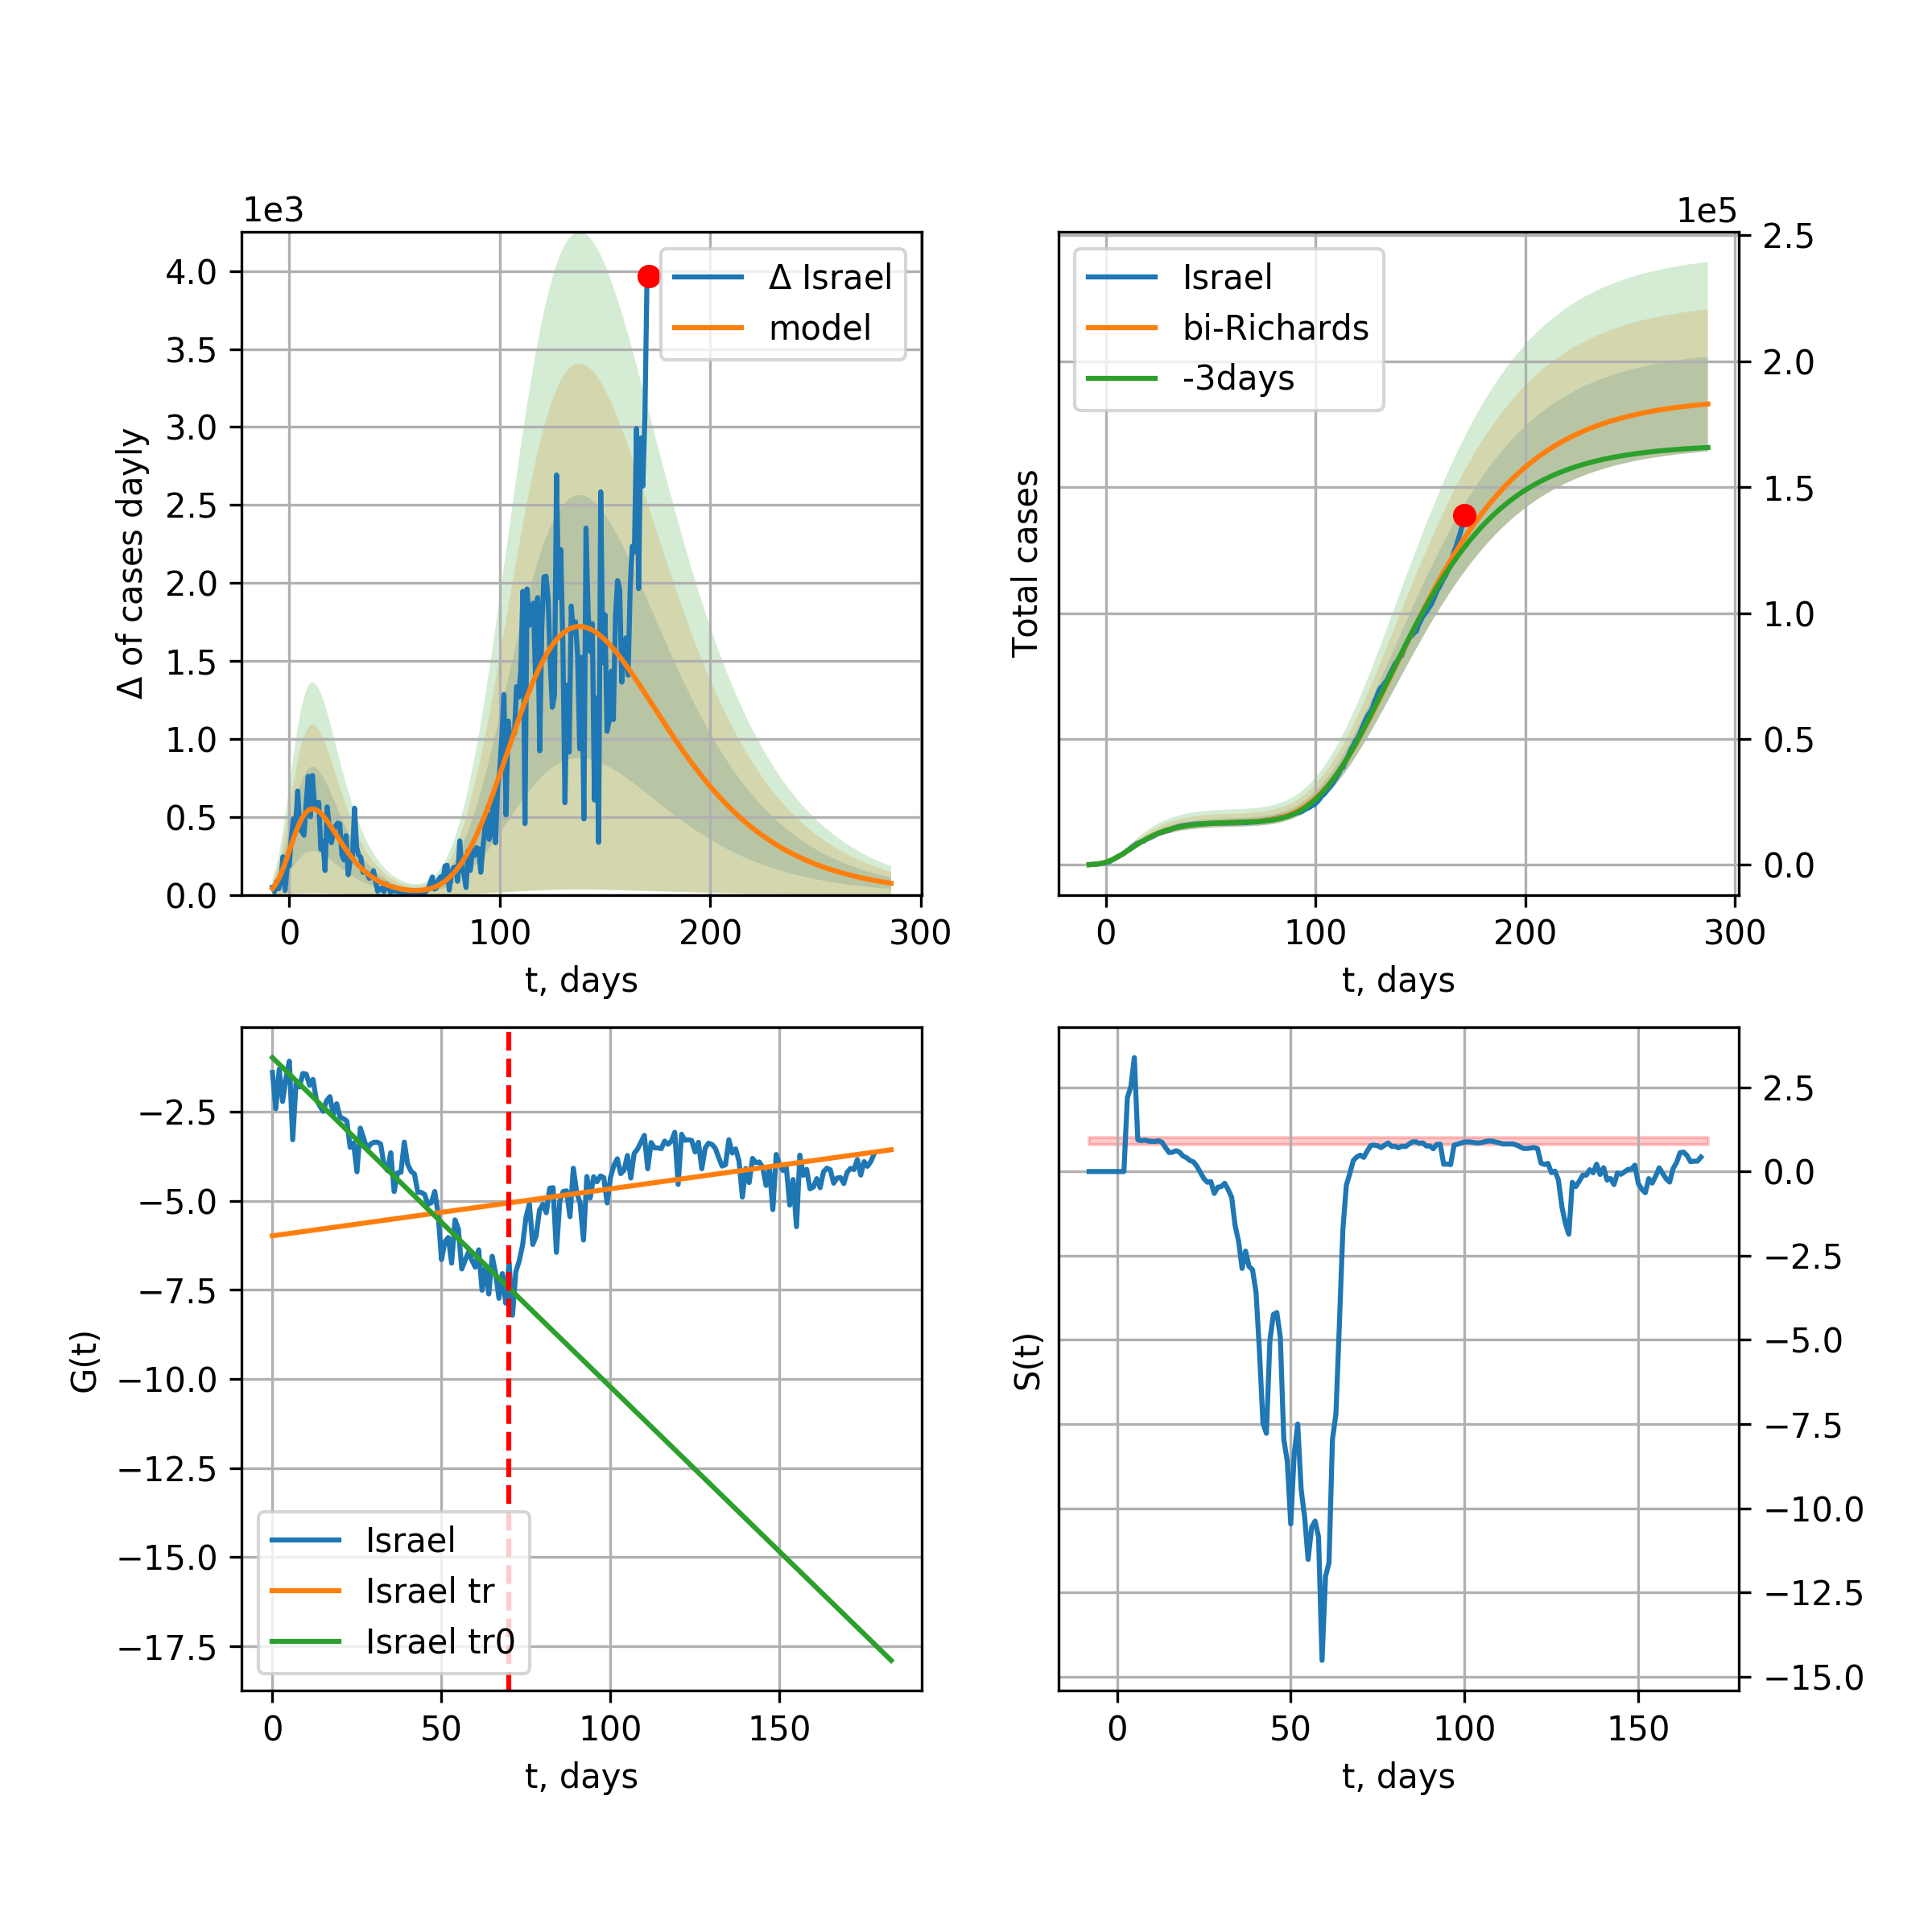 1e3
Δ of cases dayly
4.0
3.5
3.0
2.5
2.0
1.5
1.0
0.5
0.0
Δ Israel
model
0 100 200 300
t, days
1e5
Total cases
Israel
bi-Richards
-3days
2.5
2.0
1.5
1.0
0.5
0.0
0 100 200 300
t, days
G(t)
−2.5
−5.0
−7.5
−10.0
−12.5
−15.0
−17.5
Israel
Israel tr
Israel tr0
0 50 100 150
t, days
S(t)
2.5
0.0
−2.5
−5.0
−7.5
−10.0
−12.5
−15.0
0 50 100 150
t, days